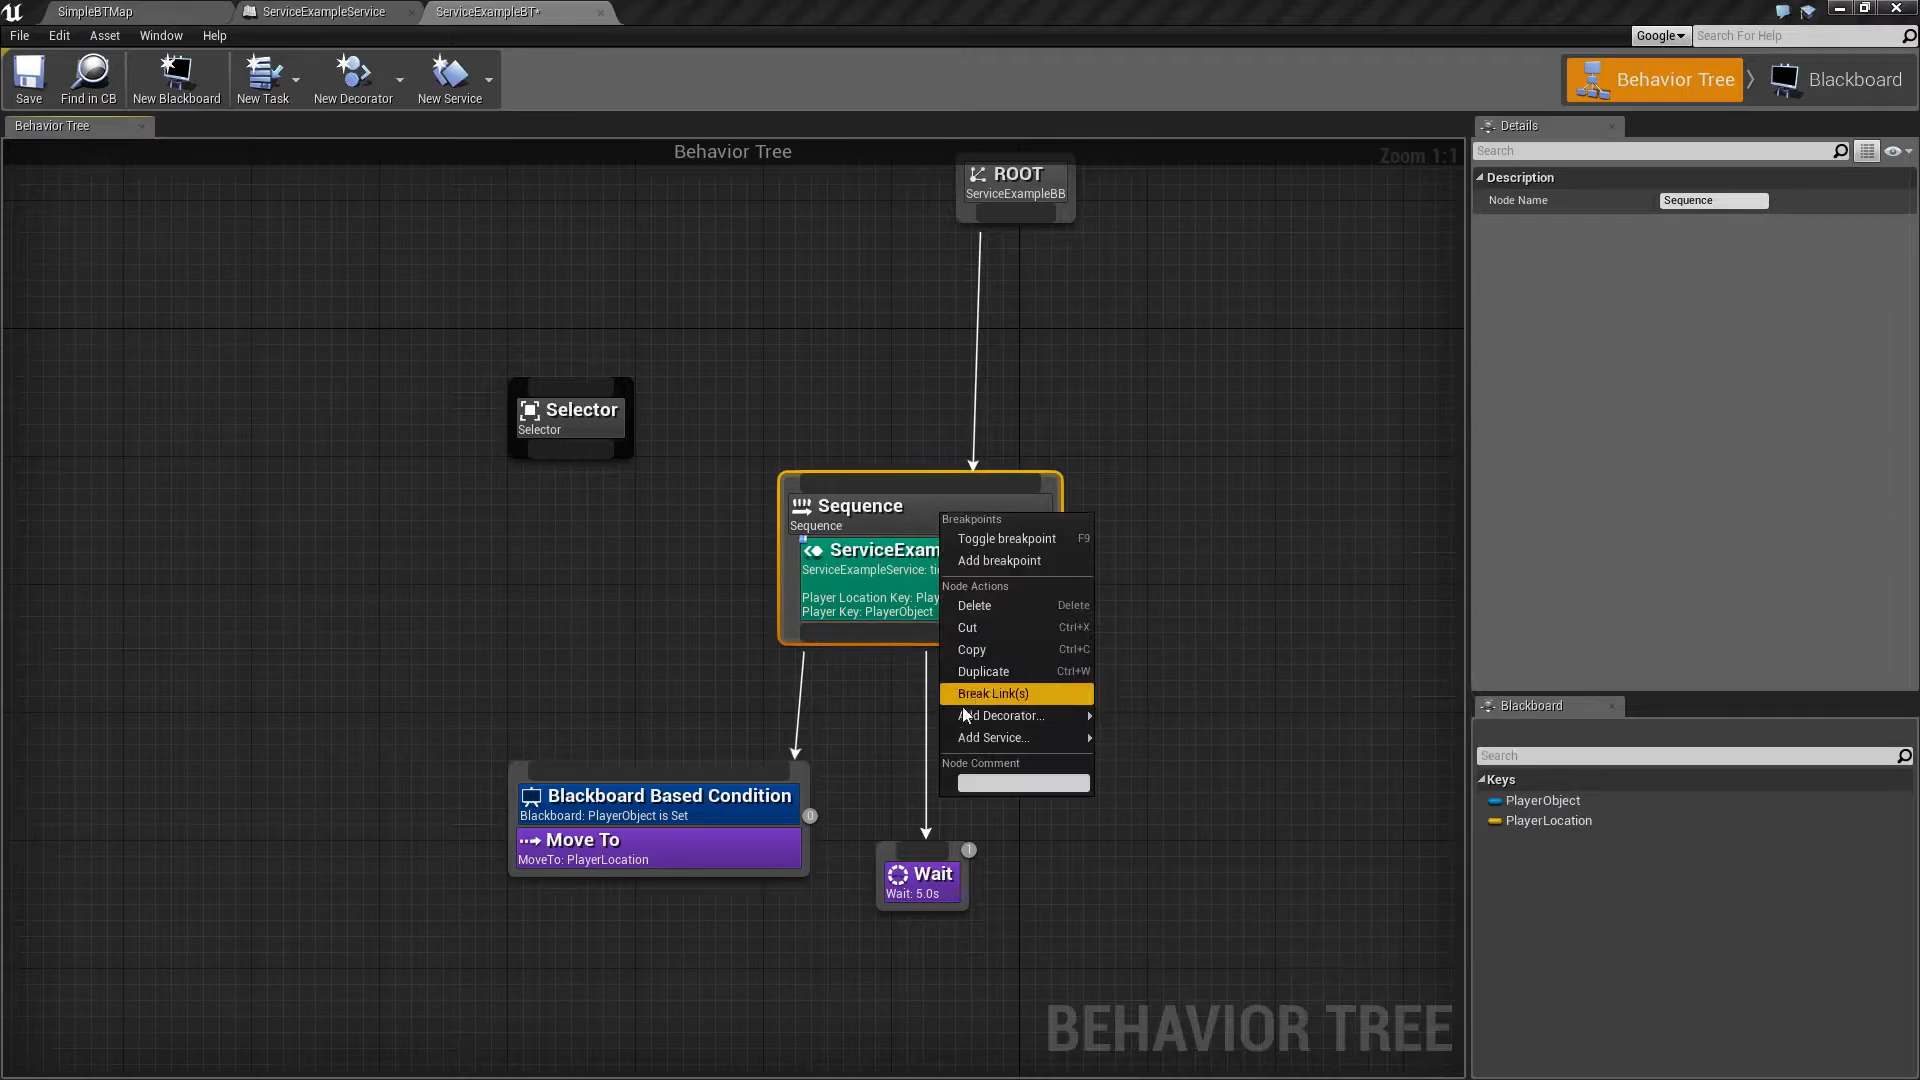 SimpleBTMap
ServiceExampleService
ServiceExampleBT*
File Edit Asset Window Help
Google
Search For Help
Save
Find in CB
New Blackboard
New Task
New Decorator
New Service
Behavior Tree
Blackboard
Behavior Tree
Behavior Tree
Zoom 1:1
ROOT
ServiceExampleBB
Selector
Selector
Sequence
Sequence
ServiceExam
ServiceExampleService: ti
Player Location Key: Play
Player Key: PlayerObject
Breakpoints
Toggle breakpoint F9
Add breakpoint
Node Actions
Delete Delete
Cut Ctrl+X
Copy Ctrl+C
Duplicate Ctrl+W
Break Link(s)
Add Decorator...
Add Service...
Node Comment
Blackboard Based Condition
Blackboard: PlayerObject is Set
0
Move To
MoveTo: PlayerLocation
1
Wait
Wait: 5.0s
BEHAVIOR TREE
Details
Search
Description
Node Name Sequence
Blackboard
Search
Keys
PlayerObject
PlayerLocation